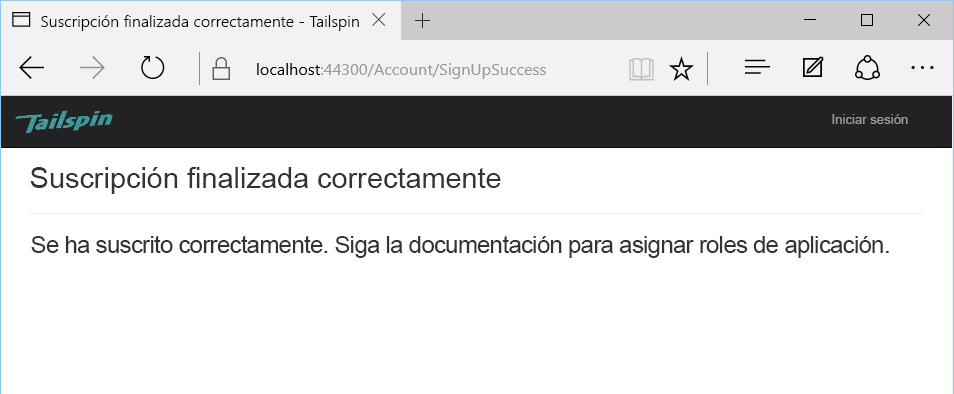 Suscripción finalizada correctamente - Tailspin
localhost:44300/Account/SignUpSuccess
Tailspin
Iniciar sesión
Suscripción finalizada correctamente
Se ha suscrito correctamente. Siga la documentación para asignar roles de aplicación.